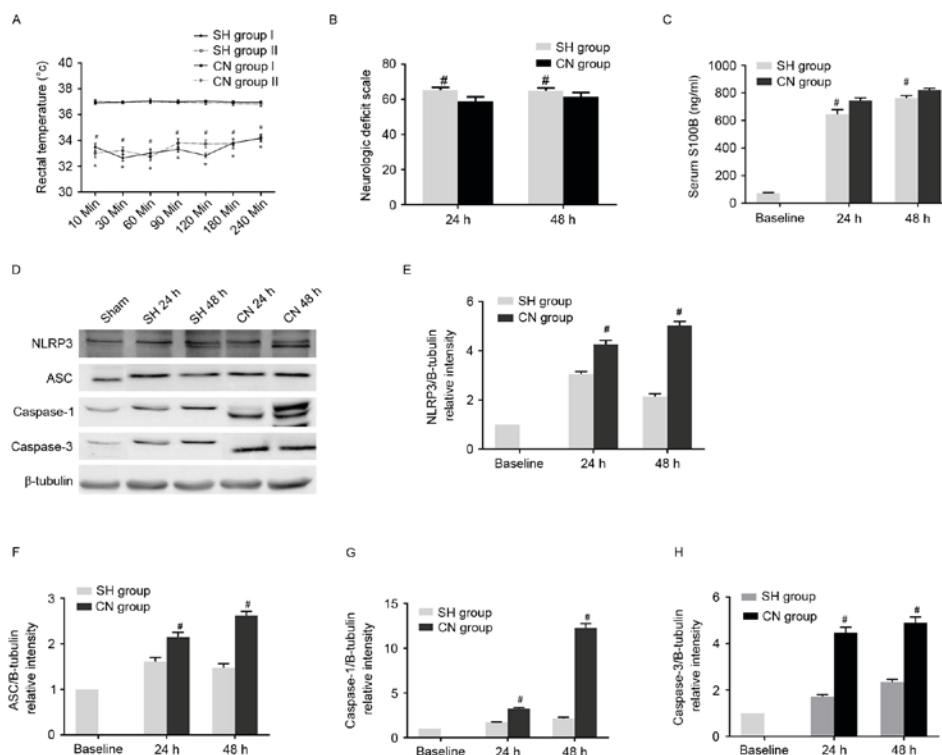 A
SH group I
SH group II
CN group I
CN group II
Rectal temperature (°c)
40
38
36
34
32
30
10 Min
30 Min
60 Min
90 Min
120 Min
180 Min
240 Min
B
SH group
CN group
Neurologic deficit scale
100
80
60
40
20
0
# #
24 h 48 h
C
SH group
CN group
Serum S100B (ng/ml)
1000
800
600
400
200
0
# #
Baseline 24 h 48 h
D
Sham SH 24 h SH 48 h CN 24 h CN 48 h
NLRP3
ASC
Caspase-1
Caspase-3
β-tubulin
E
SH group
CN group
NLRP3/B-tubulin
relative intensity
6
4
2
0
# #
Baseline 24 h 48 h
F
SH group
CN group
ASC/B-tubulin
relative intensity
3
2
1
0
# #
Baseline 24 h 48 h
G
SH group
CN group
Caspase-1/B-tubulin
relative intensity
15
10
5
0
# #
Baseline 24 h 48 h
H
SH group
CN group
Caspase-3/B-tubulin
relative intensity
6
4
2
0
# #
Baseline 24 h 48 h